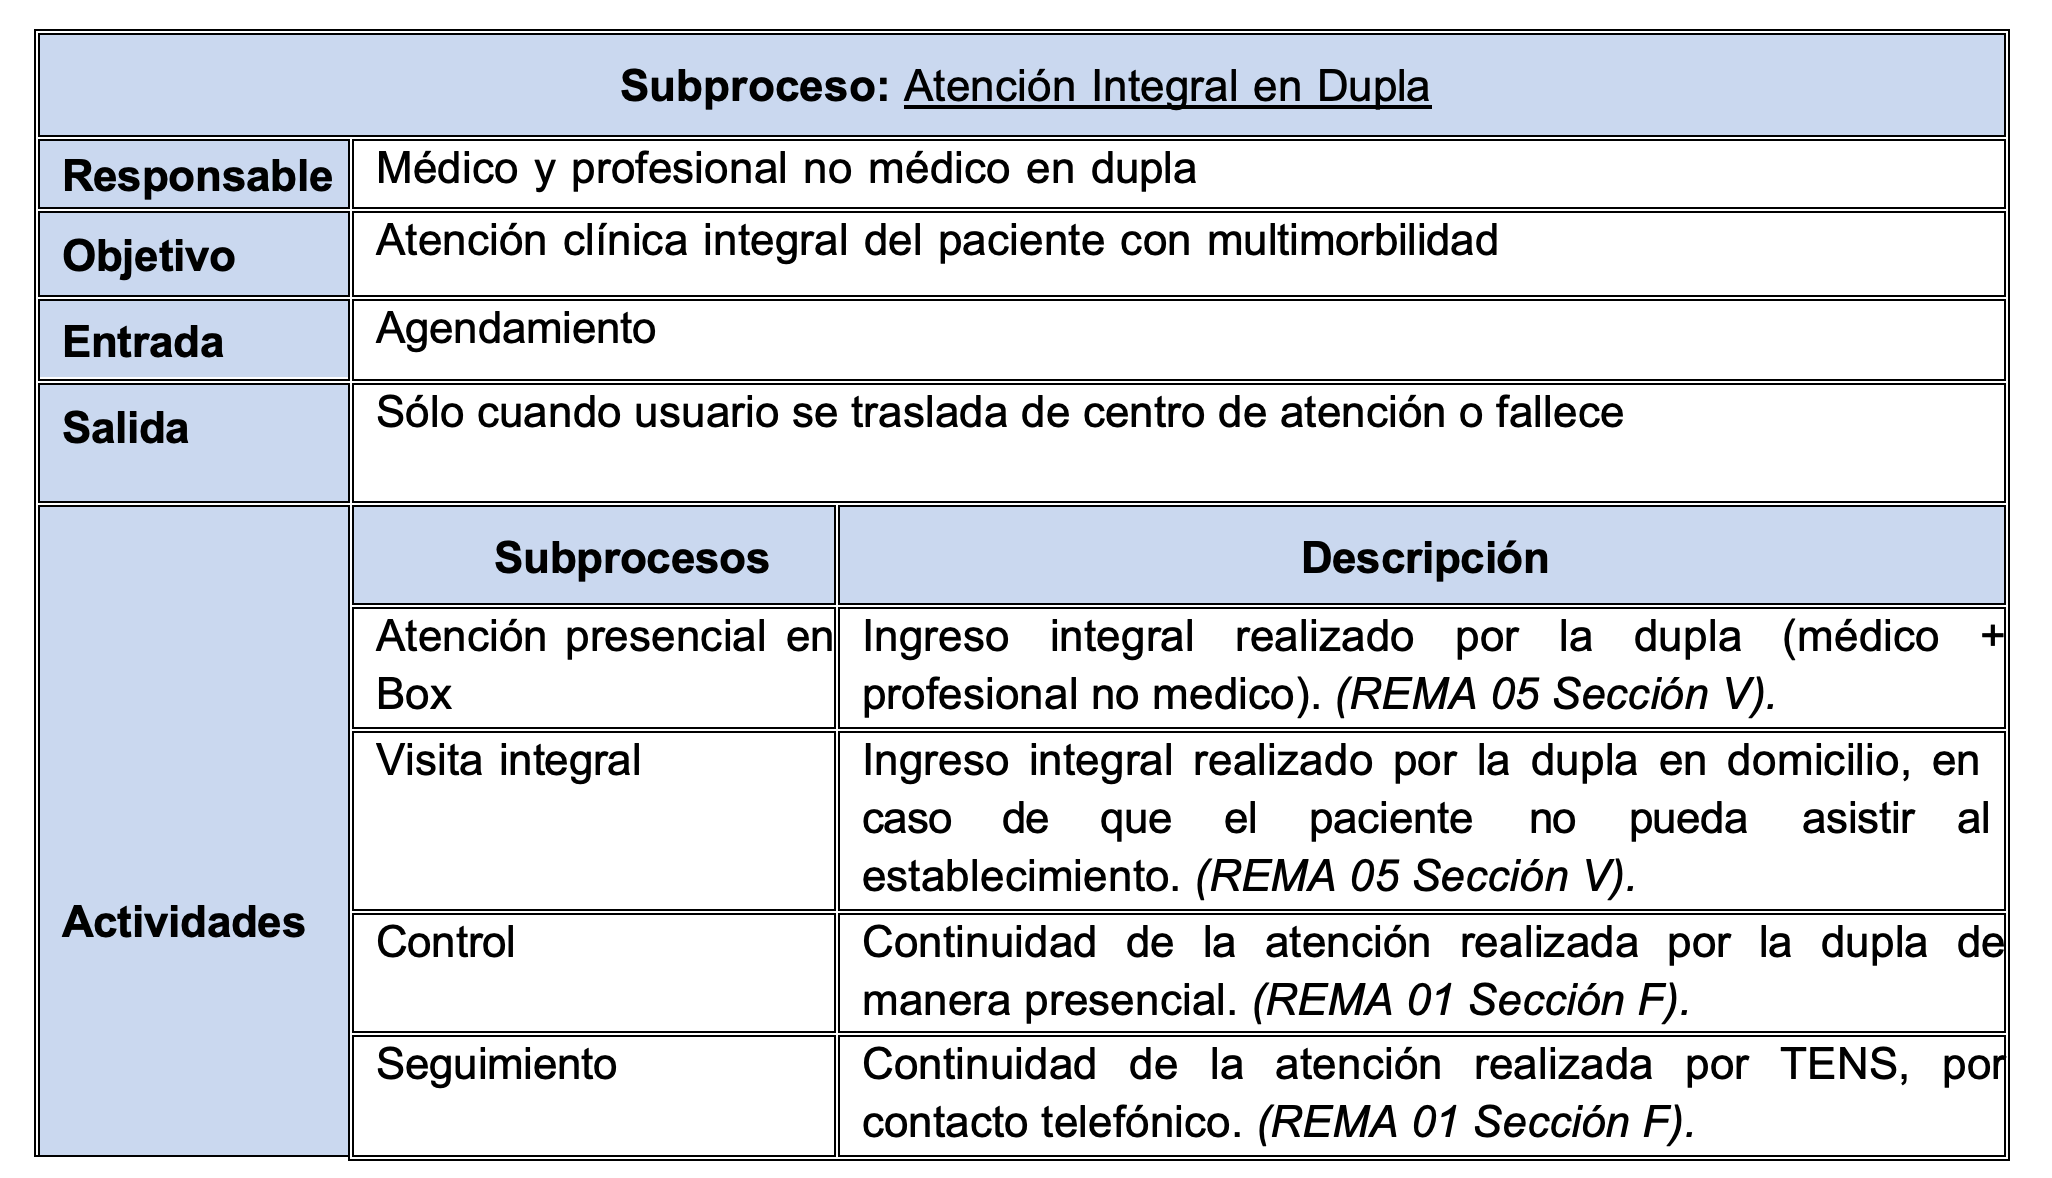 Subproceso: Atención Integral en Dupla
Responsable
Médico y profesional no médico en dupla
Objetivo
Atención clínica integral del paciente con multimorbilidad
Entrada
Agendamiento
Salida
Sólo cuando usuario se traslada de centro de atención o fallece
Actividades
Subprocesos
Descripción
Atención presencial en
Box
Ingreso integral realizado por la dupla (médico +
profesional no medico). (REMA 05 Sección V).
Visita integral
Ingreso integral realizado por la dupla en domicilio, en
caso de que el paciente no pueda asistir al
establecimiento. (REMA 05 Sección V).
Control
Continuidad de la atención realizada por la dupla de
manera presencial. (REMA 01 Sección F).
Seguimiento
Continuidad de la atención realizada por TENS, por
contacto telefónico. (REMA 01 Sección F).